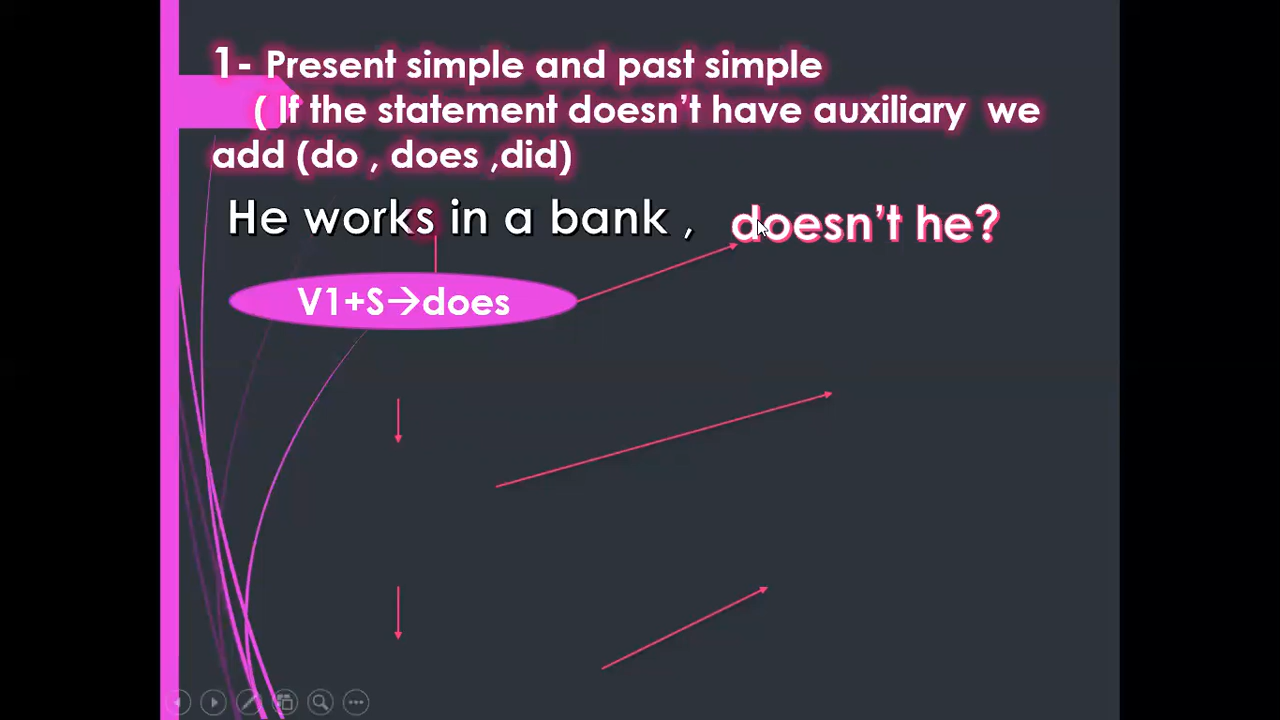 1- Present simple and past simple
( If the statement doesn't have auxiliary we
add (do , does ,did)
He works in a bank , doesn't he?
V1+S→does